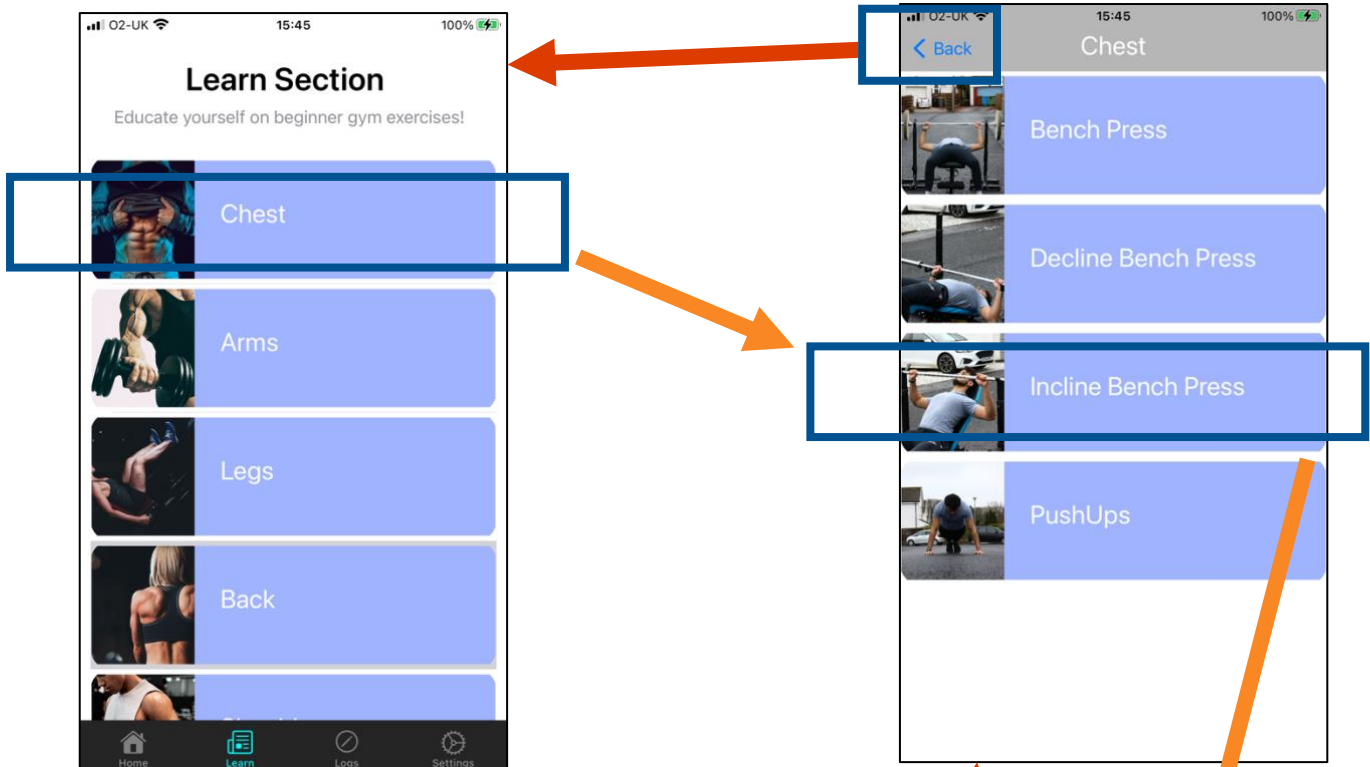 O2-UK 15:45 100%
Learn Section
Educate yourself on beginner gym exercises!
Chest
Arms
Legs
Back
Home Learn Logs Settings
O2-UK 15:45 100%
Back Chest
Bench Press
Decline Bench Press
Incline Bench Press
PushUps